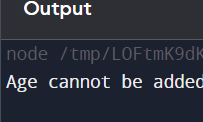 Output
node /tmp/LOFtmK9dK
Age cannot be added